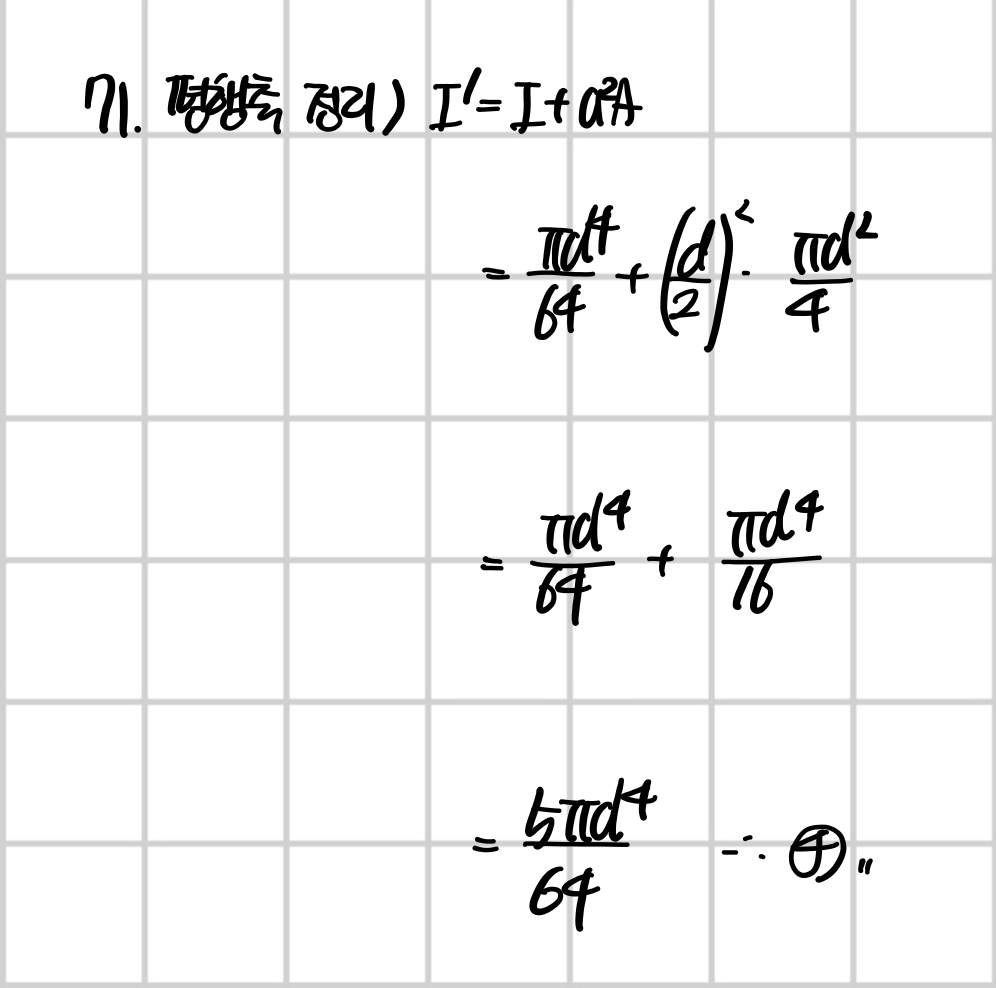 71. 평행축 정리) I' = I + a²A
= πd⁴/64 + (d/2)² · πd²/4
= πd⁴/64 + πd⁴/16
= 5πd⁴/64 ∴ ④.〃